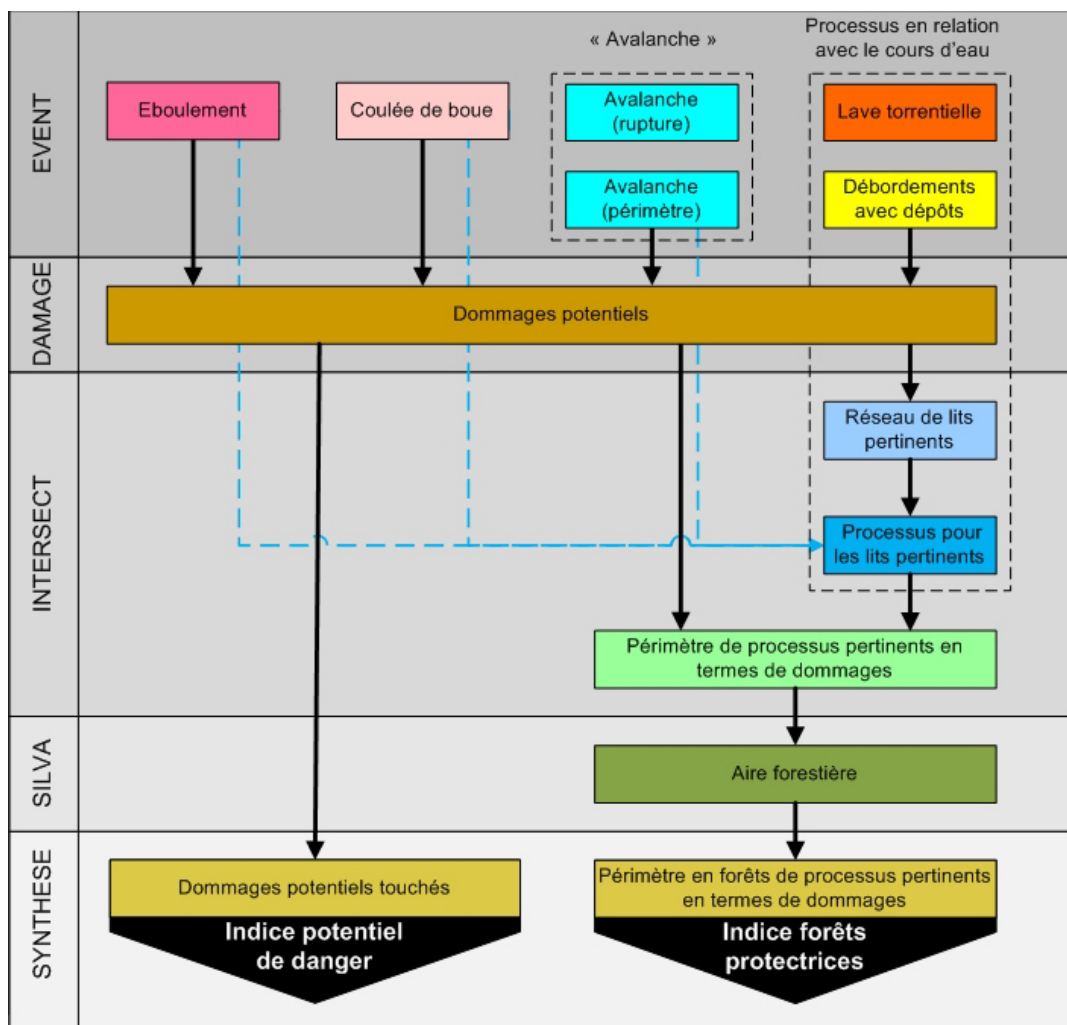 « Avalanche »
Processus en relation
avec le cours d'eau
EVENT
Eboulement
Coulée de boue
Avalanche
(rupture)
Lave torrentielle
Avalanche
(périmètre)
Débordements
avec dépôts
DAMAGE
Dommages potentiels
INTERSECT
Réseau de lits
pertinents
Processus pour
les lits pertinents
Périmètre de processus pertinents en
termes de dommages
SILVA
Aire forestière
SYNTHESE
Dommages potentiels touchés
Périmètre en forêts de processus pertinents
en termes de dommages
Indice potentiel
de danger
Indice forêts
protectrices